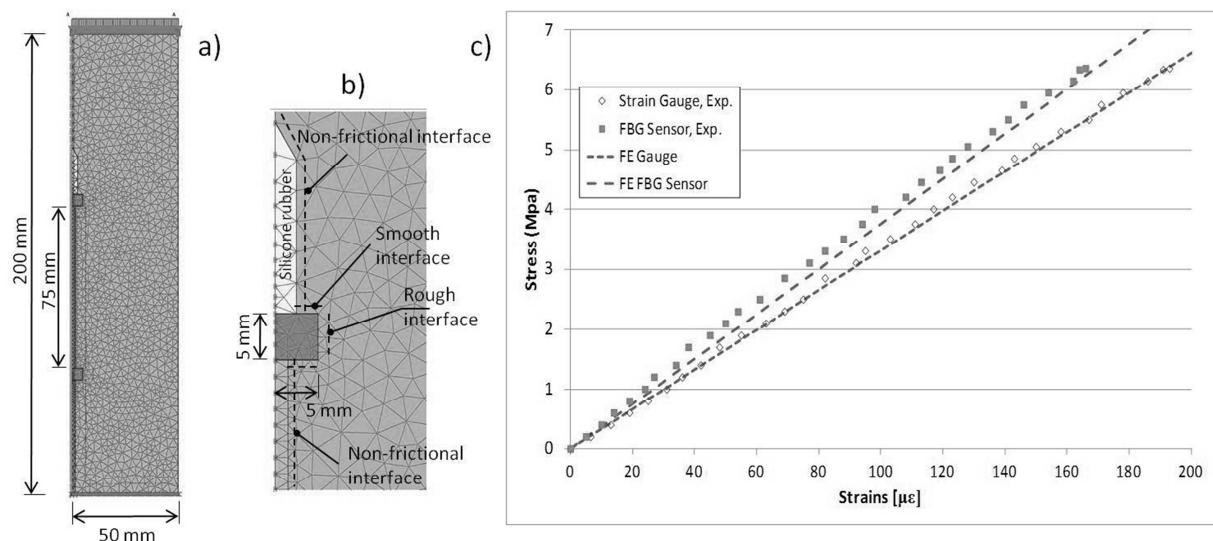 a)
200 mm
75 mm
50 mm
b)
Non-frictional interface
Silicone rubber
Smooth
interface
Rough
interface
5 mm
5 mm
Non-frictional
interface
c)
Stress (Mpa)
7
6
5
4
3
2
1
0
Strain Gauge, Exp.
FBG Sensor, Exp.
FE Gauge
FE FBG Sensor
0 20 40 60 80 100 120 140 160 180 200
Strains [με]